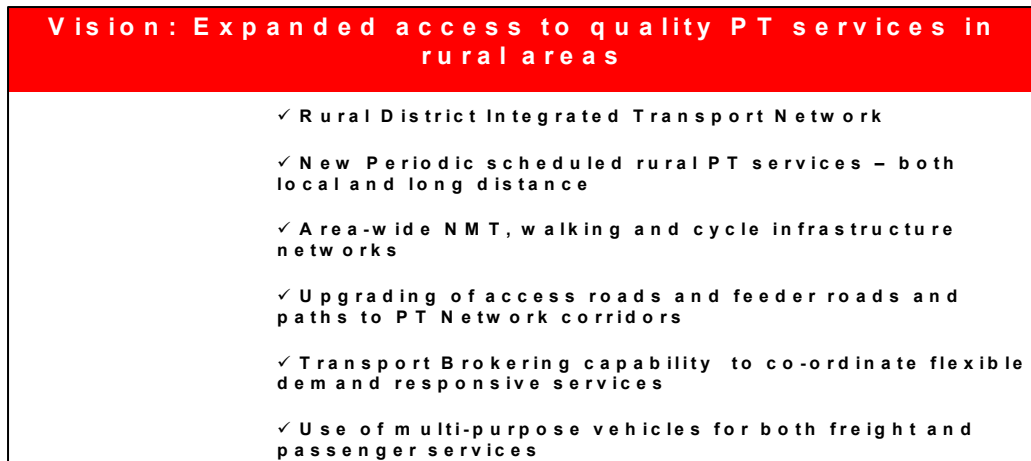 Vision: Expanded access to quality PT services in
rural areas
✓ Rural District Integrated Transport Network
✓ New Periodic scheduled rural PT services – both
local and long distance
✓ Area-wide NMT, walking and cycle infrastructure
networks
✓ Upgrading of access roads and feeder roads and
paths to PT Network corridors
✓ Transport Brokering capability to co-ordinate flexible
demand responsive services
✓ Use of multi-purpose vehicles for both freight and
passenger services